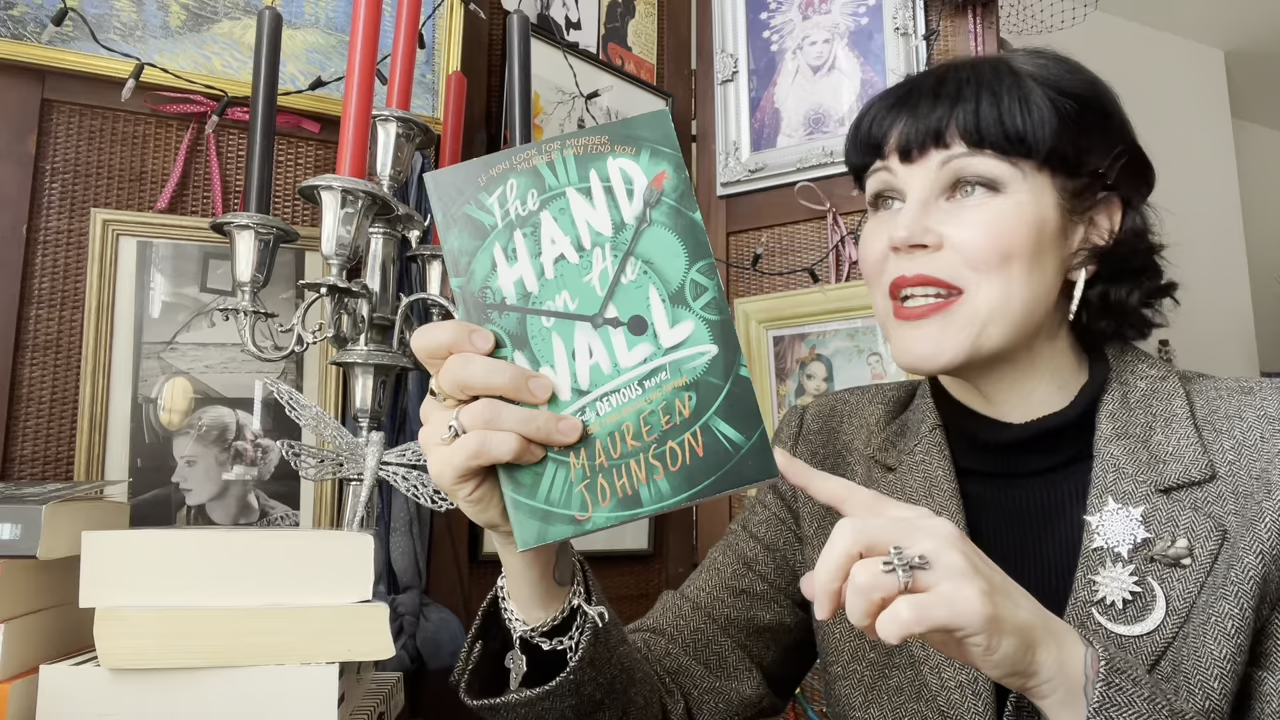 IF YOU LOOK FOR MURDER,
MURDER MAY FIND YOU
The
HAND
on the
WALL
DEVIOUS novel
MAUREEN
JOHNSON